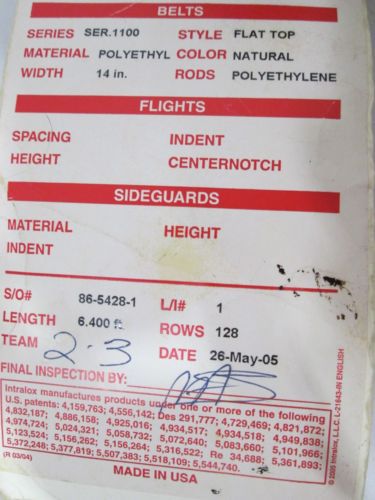 BELTS
SERIES SER.1100 STYLE FLAT TOP
MATERIAL POLYETHYL COLOR NATURAL
WIDTH 14 in. RODS POLYETHYLENE
FLIGHTS
SPACING INDENT
HEIGHT CENTERNOTCH
SIDEGUARDS
MATERIAL HEIGHT
INDENT
S/O# 86-5428-1 L/I# 1
LENGTH 6.400 ft ROWS 128
TEAM 2-3 DATE 26-May-05
FINAL INSPECTION BY:
Intralox manufactures products under one or more of the following
U.S. patents: 4,159,763; 4,556,142; Des 291,777; 4,729,469; 4,821,872;
4,832,187; 4,886,158; 4,925,016; 4,934,517; 4,934,518; 4,949,838;
4,974,724; 5,024,321; 5,058,732; 5,072,640; 5,083,660; 5,101,966;
5,123,524; 5,156,262; 5,156,264; 5,316,522; Re 34,688; 5,361,893;
5,372,248; 5,377,819; 5,507,383; 5,518,109; 5,544,740.
(R 03/04)
MADE IN USA
©2005 Intralox, L.L.C. L-21843-IN ENGLISH